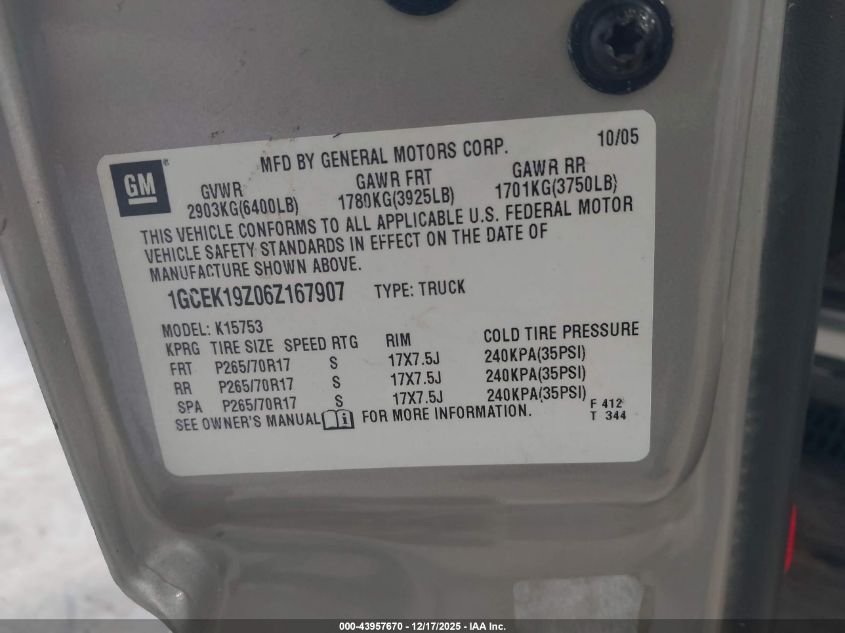 10/05
GM
MFD BY GENERAL MOTORS CORP.
GVWR GAWR FRT GAWR RR
2903KG(6400LB) 1780KG(3925LB) 1701KG(3750LB)
THIS VEHICLE CONFORMS TO ALL APPLICABLE U.S. FEDERAL MOTOR
VEHICLE SAFETY STANDARDS IN EFFECT ON THE DATE OF
MANUFACTURE SHOWN ABOVE.
1GCEK19Z06Z167907 TYPE: TRUCK
MODEL: K15753
KPRG TIRE SIZE SPEED RTG RIM COLD TIRE PRESSURE
FRT P265/70R17 S 17X7.5J 240KPA(35PSI)
RR P265/70R17 S 17X7.5J 240KPA(35PSI)
SPA P265/70R17 S 17X7.5J 240KPA(35PSI)
SEE OWNER'S MANUAL FOR MORE INFORMATION.
F 412
T 344
000-43957670 - 12/17/2025 - IAA Inc.